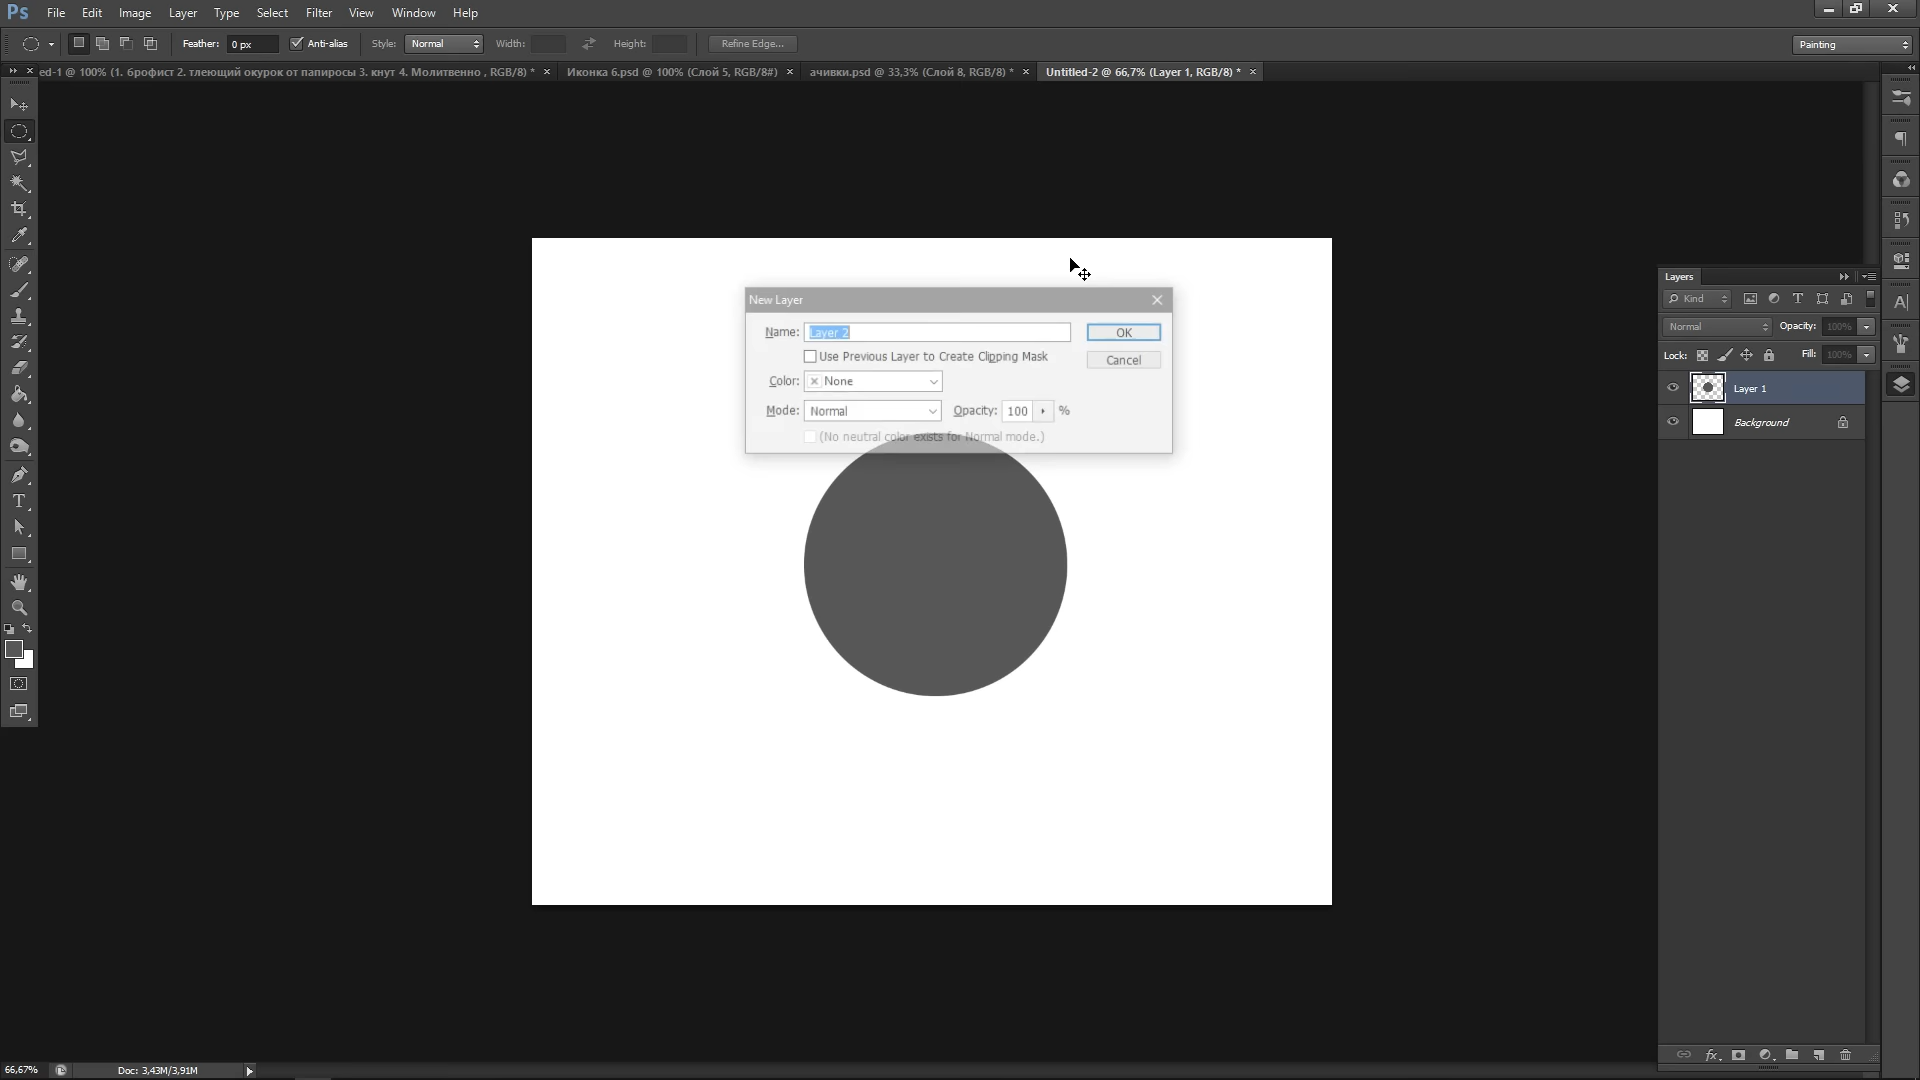 Ps File Edit Image Layer Type Select Filter View Window Help
Feather: 0 px Anti-alias Style: Normal Width: Height: Refine Edge... Painting
ed-1 @ 100% (1. брофист 2. тлеющий окурок от папиросы 3. кнут 4. Молитвенно , RGB/8) * Иконка 6.psd @ 100% (Слой 5, RGB/8#) ачивки.psd @ 33,3% (Слой 8, RGB/8) * Untitled-2 @ 66,7% (Layer 1, RGB/8) *
New Layer
Name: Layer 2 OK
Use Previous Layer to Create Clipping Mask Cancel
Color: None
Mode: Normal Opacity: 100 %
(No neutral color exists for Normal mode.)
Layers
Kind
Normal Opacity: 100%
Lock: Fill: 100%
Layer 1
Background
66,67% Doc: 3,43M/3,91M